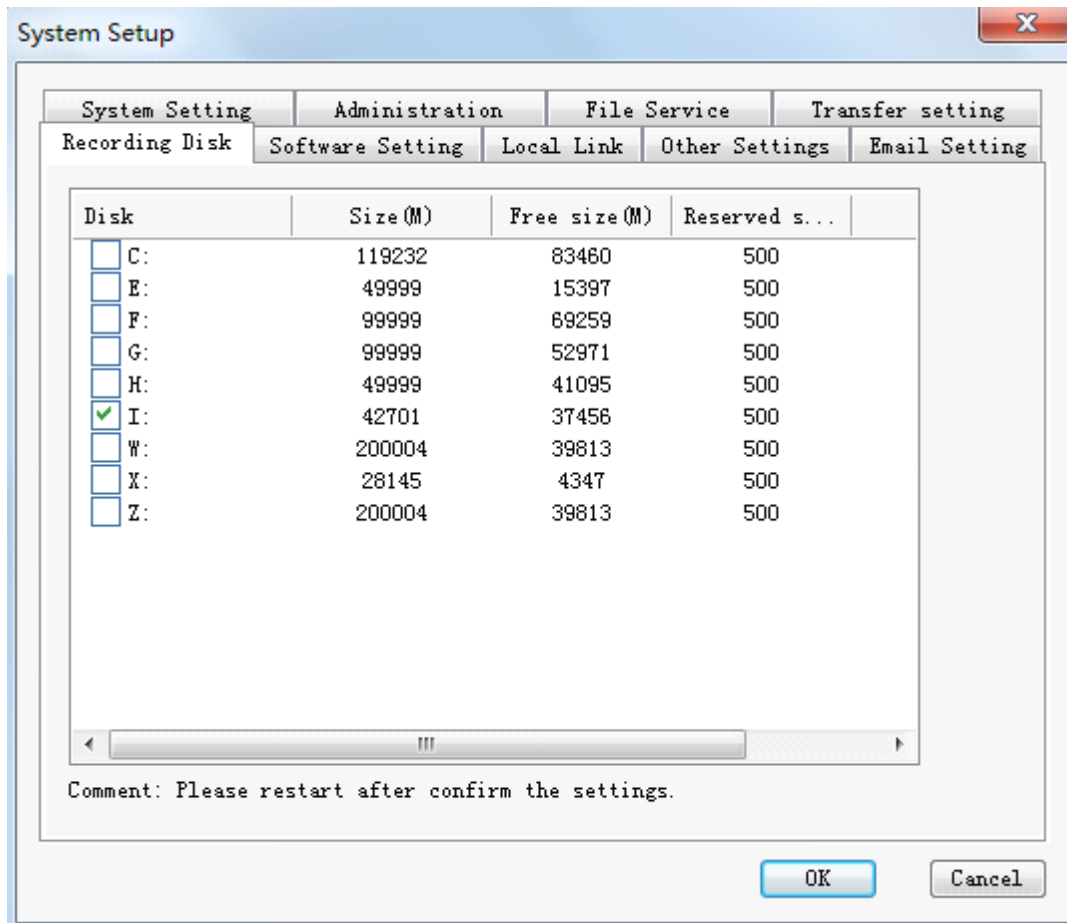 System Setup
System Setting Administration File Service Transfer setting
Recording Disk Software Setting Local Link Other Settings Email Setting
Disk Size(M) Free size(M) Reserved s...
C: 119232 83460 500
E: 49999 15397 500
F: 99999 69259 500
G: 99999 52971 500
H: 49999 41095 500
I: 42701 37456 500
W: 200004 39813 500
X: 28145 4347 500
Z: 200004 39813 500
Comment: Please restart after confirm the settings.
OK Cancel